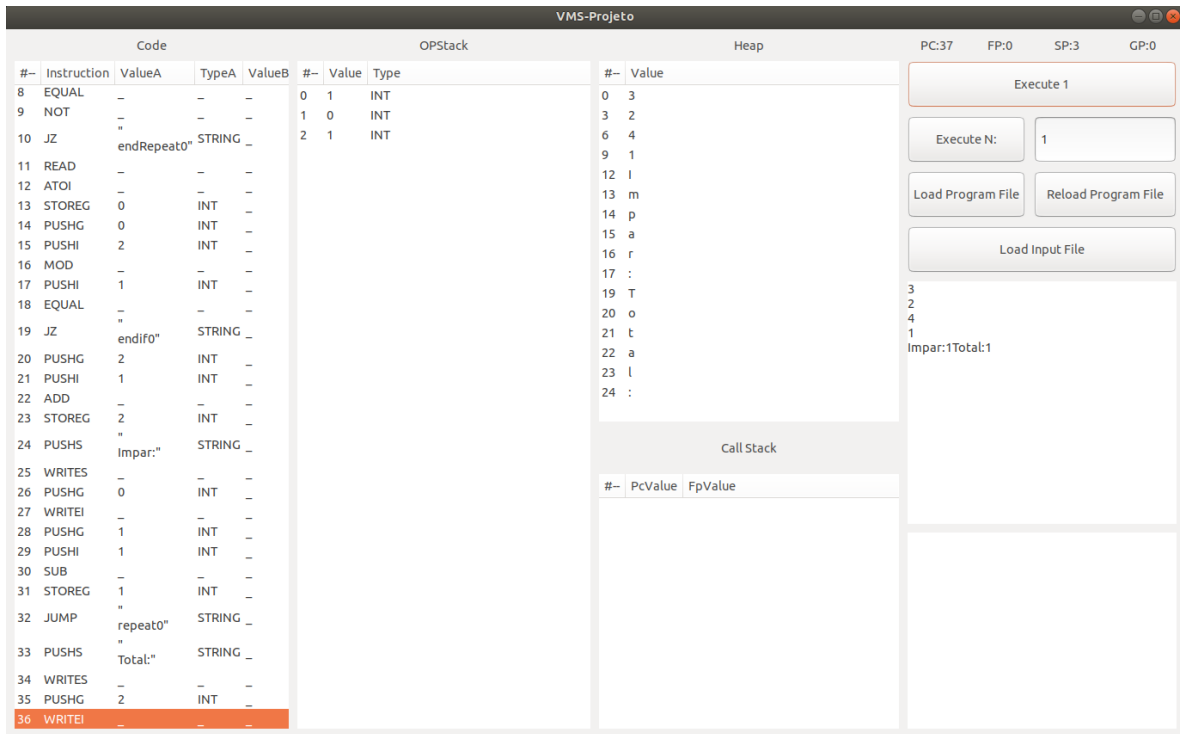 VMS-Projeto
Code OPStack Heap PC:37 FP:0 SP:3 GP:0
#-- Instruction ValueA TypeA ValueB
8 EQUAL _ _ _
9 NOT _ _ _
10 JZ " endRepeat0" STRING _
11 READ _ _ _
12 ATOI _ _ _
13 STOREG 0 INT _
14 PUSHG 0 INT _
15 PUSHI 2 INT _
16 MOD _ _ _
17 PUSHI 1 INT _
18 EQUAL _ _ _
19 JZ " endif0" STRING _
20 PUSHG 2 INT _
21 PUSHI 1 INT _
22 ADD _ _ _
23 STOREG 2 INT _
24 PUSHS " Impar:" STRING _
25 WRITES _ _ _
26 PUSHG 0 INT _
27 WRITEI _ _ _
28 PUSHG 1 INT _
29 PUSHI 1 INT _
30 SUB _ _ _
31 STOREG 1 INT _
32 JUMP " repeat0" STRING _
33 PUSHS " Total:" STRING _
34 WRITES _ _ _
35 PUSHG 2 INT _
36 WRITEI _ _ _
#-- Value Type
0 1 INT
1 0 INT
2 1 INT
#-- Value
0 3
3 2
6 4
9 1
12 I
13 m
14 p
15 a
16 r
17 :
19 T
20 o
21 t
22 a
23 l
24 :
Call Stack
#-- PcValue FpValue
Execute 1
Execute N: 1
Load Program File Reload Program File
Load Input File
3
2
4
1
Impar:1Total:1